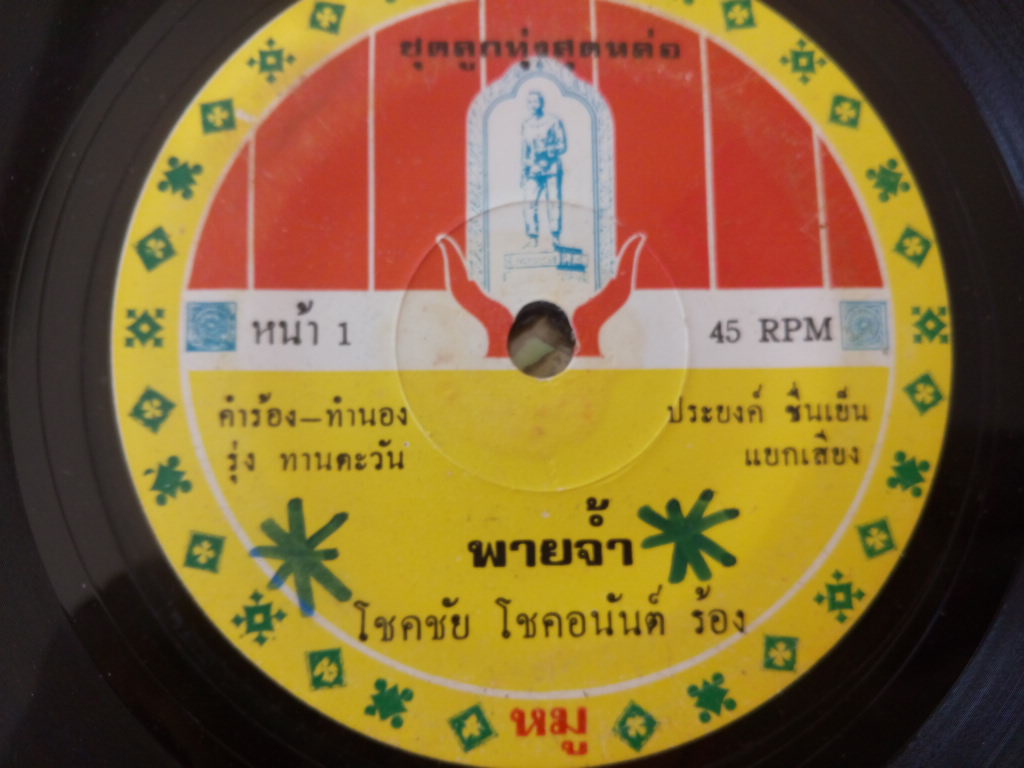 ชุดลูกทุ่งสุดหล่อ
หน้า 1
45 RPM
คำร้อง–ทำนอง
รุ่ง ทานตะวัน
ประยงค์ ชื่นเย็น
แยกเสียง
พายจ้ำ
โชคชัย โชคอนันต์ ร้อง
หมู